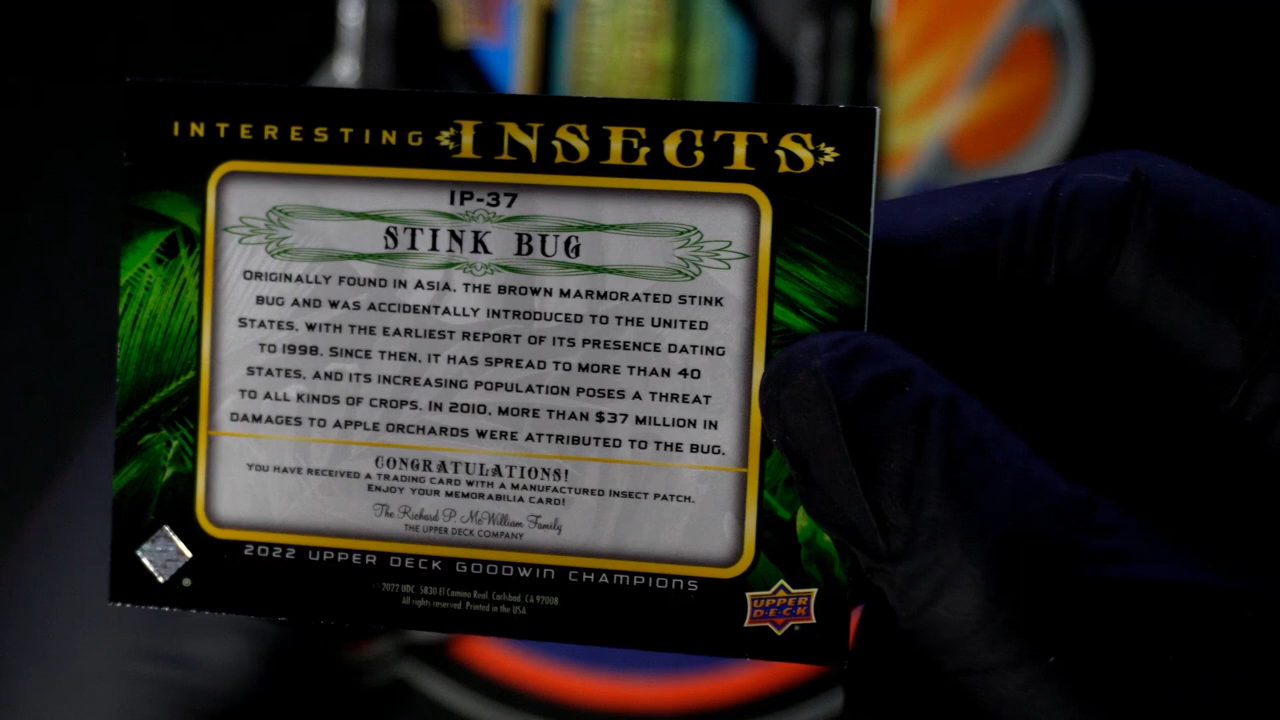 INTERESTING INSECTS
IP-37
STINK BUG
ORIGINALLY FOUND IN ASIA, THE BROWN MARMORATED STINK
BUG AND WAS ACCIDENTALLY INTRODUCED TO THE UNITED
STATES, WITH THE EARLIEST REPORT OF ITS PRESENCE DATING
TO 1998. SINCE THEN, IT HAS SPREAD TO MORE THAN 40
STATES, AND ITS INCREASING POPULATION POSES A THREAT
TO ALL KINDS OF CROPS. IN 2010, MORE THAN $37 MILLION IN
DAMAGES TO APPLE ORCHARDS WERE ATTRIBUTED TO THE BUG.
CONGRATULATIONS!
YOU HAVE RECEIVED A TRADING CARD WITH A MANUFACTURED INSECT PATCH.
ENJOY YOUR MEMORABILIA CARD!
The Richard P. McWilliam Family
THE UPPER DECK COMPANY
2022 UPPER DECK GOODWIN CHAMPIONS
© 2022 UDC. 5830 El Camino Real, Carlsbad, CA 92008.
All rights reserved. Printed in the USA.
UPPER
D·E·C·K